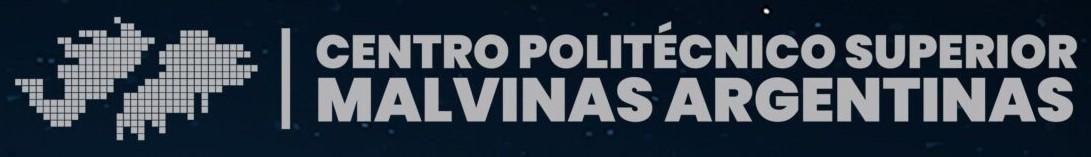 CENTRO POLITÉCNICO SUPERIOR
MALVINAS ARGENTINAS